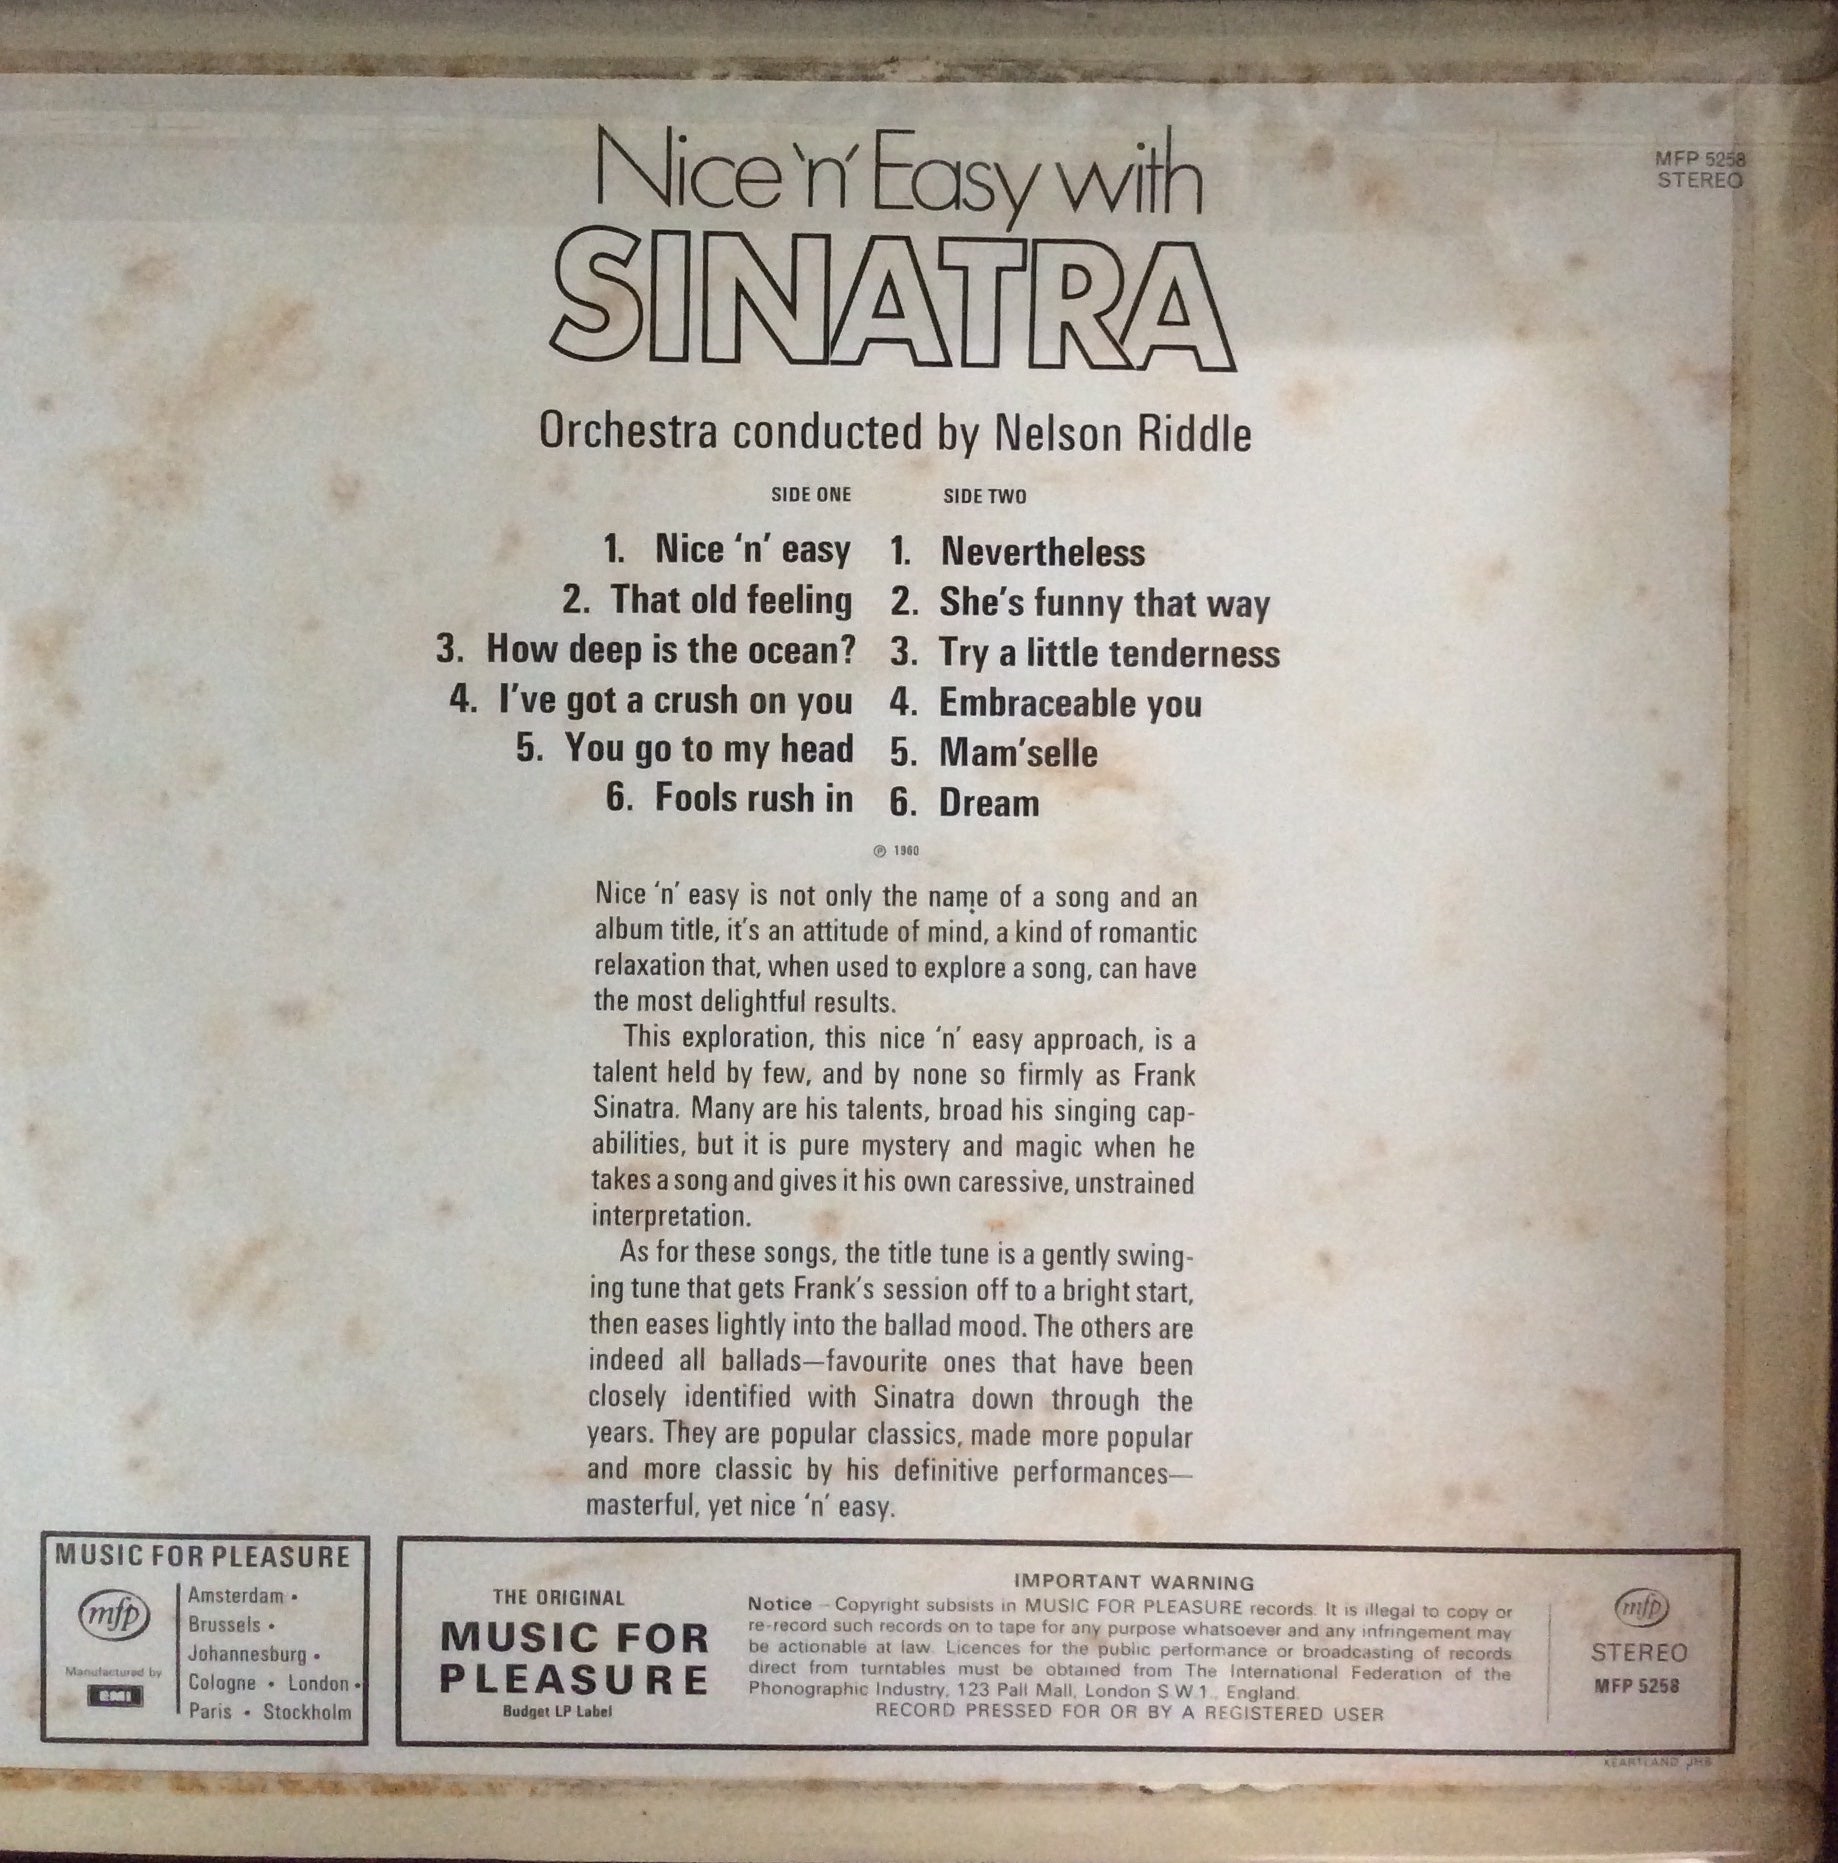 Nice 'n' Easy with
SINATRA
MFP 5258
STEREO
Orchestra conducted by Nelson Riddle
SIDE ONE
1. Nice 'n' easy
2. That old feeling
3. How deep is the ocean?
4. I've got a crush on you
5. You go to my head
6. Fools rush in
SIDE TWO
1. Nevertheless
2. She's funny that way
3. Try a little tenderness
4. Embraceable you
5. Mam'selle
6. Dream
℗ 1960
Nice 'n' easy is not only the name of a song and an
album title, it's an attitude of mind, a kind of romantic
relaxation that, when used to explore a song, can have
the most delightful results.
This exploration, this nice 'n' easy approach, is a
talent held by few, and by none so firmly as Frank
Sinatra. Many are his talents, broad his singing cap-
abilities, but it is pure mystery and magic when he
takes a song and gives it his own caressive, unstrained
interpretation.
As for these songs, the title tune is a gently swing-
ing tune that gets Frank's session off to a bright start,
then eases lightly into the ballad mood. The others are
indeed all ballads—favourite ones that have been
closely identified with Sinatra down through the
years. They are popular classics, made more popular
and more classic by his definitive performances—
masterful, yet nice 'n' easy.
MUSIC FOR PLEASURE
mfp
Manufactured by
EMI
Amsterdam •
Brussels •
Johannesburg •
Cologne • London •
Paris • Stockholm
THE ORIGINAL
MUSIC FOR
PLEASURE
Budget LP Label
IMPORTANT WARNING
Notice – Copyright subsists in MUSIC FOR PLEASURE records. It is illegal to copy or
re-record such records on to tape for any purpose whatsoever and any infringement may
be actionable at law. Licences for the public performance or broadcasting of records
direct from turntables must be obtained from The International Federation of the
Phonographic Industry, 123 Pall Mall, London S.W.1., England.
RECORD PRESSED FOR OR BY A REGISTERED USER
mfp
STEREO
MFP 5258
KEARTLAND JHB